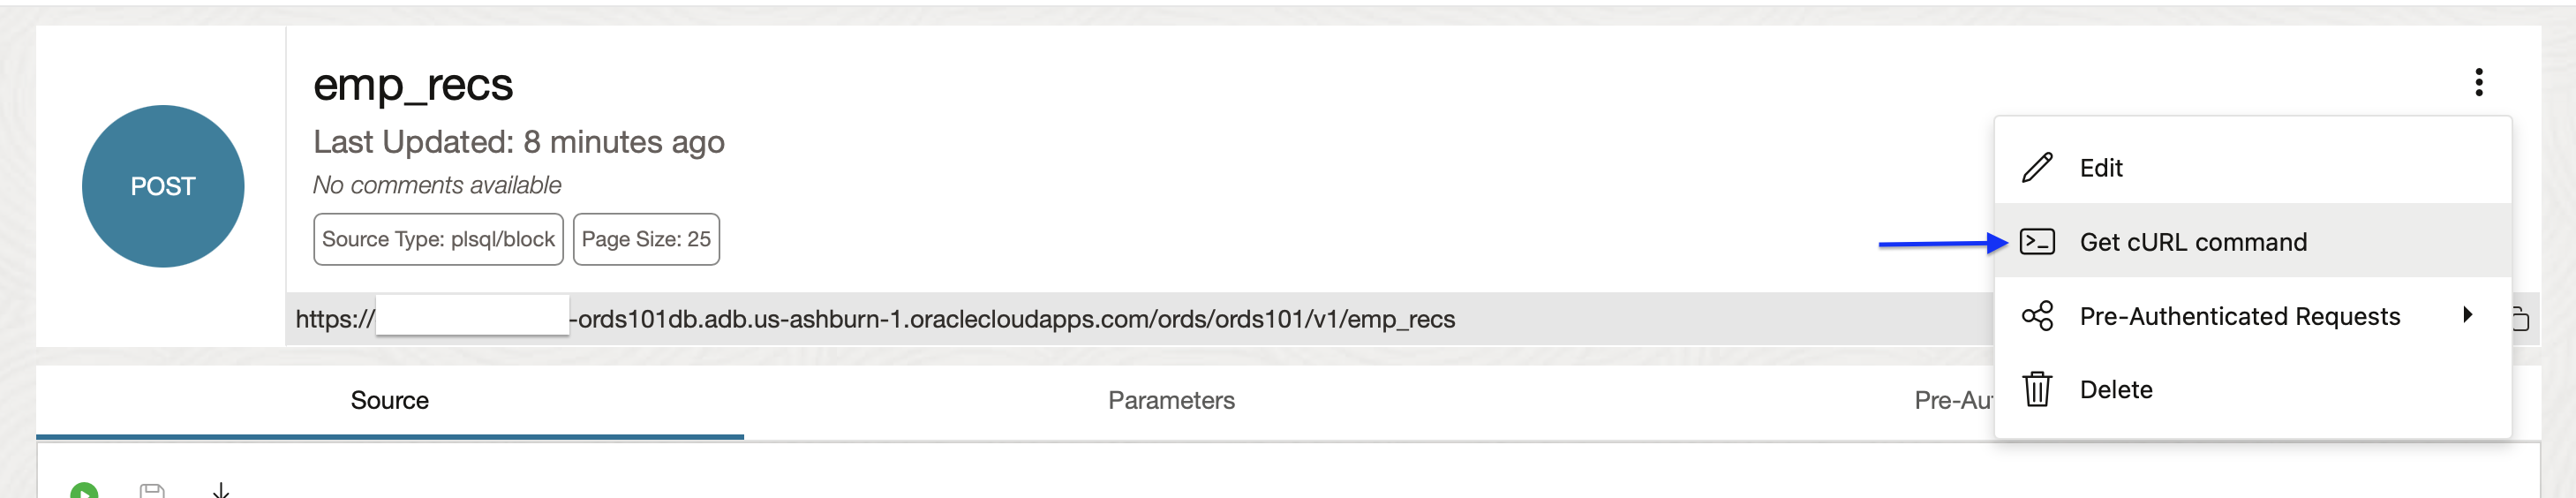 emp_recs
Last Updated: 8 minutes ago
No comments available
POST
Source Type: plsql/block
Page Size: 25
https://
-ords101db.adb.us-ashburn-1.oraclecloudapps.com/ords/ords101/v1/emp_recs
Edit
Get cURL command
Pre-Authenticated Requests
Delete
Source
Parameters
Pre-Au